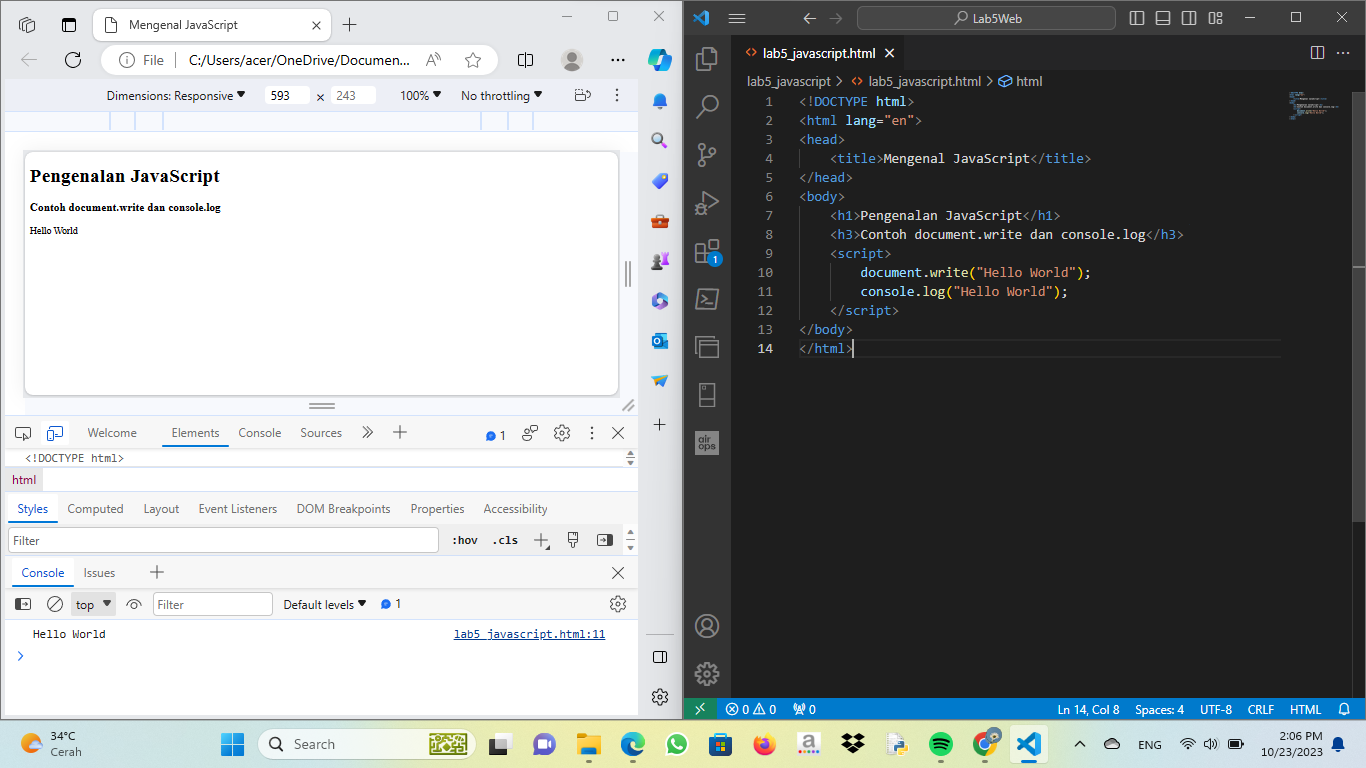 Mengenal JavaScript
File
C:/Users/acer/OneDrive/Documen...
Dimensions: Responsive
593
×
243
100%
No throttling
Pengenalan JavaScript
Contoh document.write dan console.log
Hello World
Welcome
Elements
Console
Sources
1
<!DOCTYPE html>
html
Styles
Computed
Layout
Event Listeners
DOM Breakpoints
Properties
Accessibility
Filter
:hov
.cls
Console
Issues
top
Filter
Default levels
1
Hello World
lab5_javascript.html:11
Lab5Web
lab5_javascript.html
lab5_javascript > lab5_javascript.html > html
1 <!DOCTYPE html>
2 <html lang="en">
3 <head>
4 <title>Mengenal JavaScript</title>
5 </head>
6 <body>
7 <h1>Pengenalan JavaScript</h1>
8 <h3>Contoh document.write dan console.log</h3>
9 <script>
10 document.write("Hello World");
11 console.log("Hello World");
12 </script>
13 </body>
14 </html>
1
air
ops
0 0
0
Ln 14, Col 8
Spaces: 4
UTF-8
CRLF
HTML
34°C
Cerah
Search
a
ENG
2:06 PM
10/23/2023